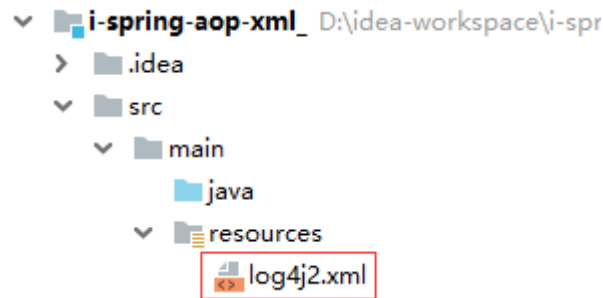 i-spring-aop-xml_ D:\idea-workspace\i-spr
.idea
src
main
java
resources
log4j2.xml